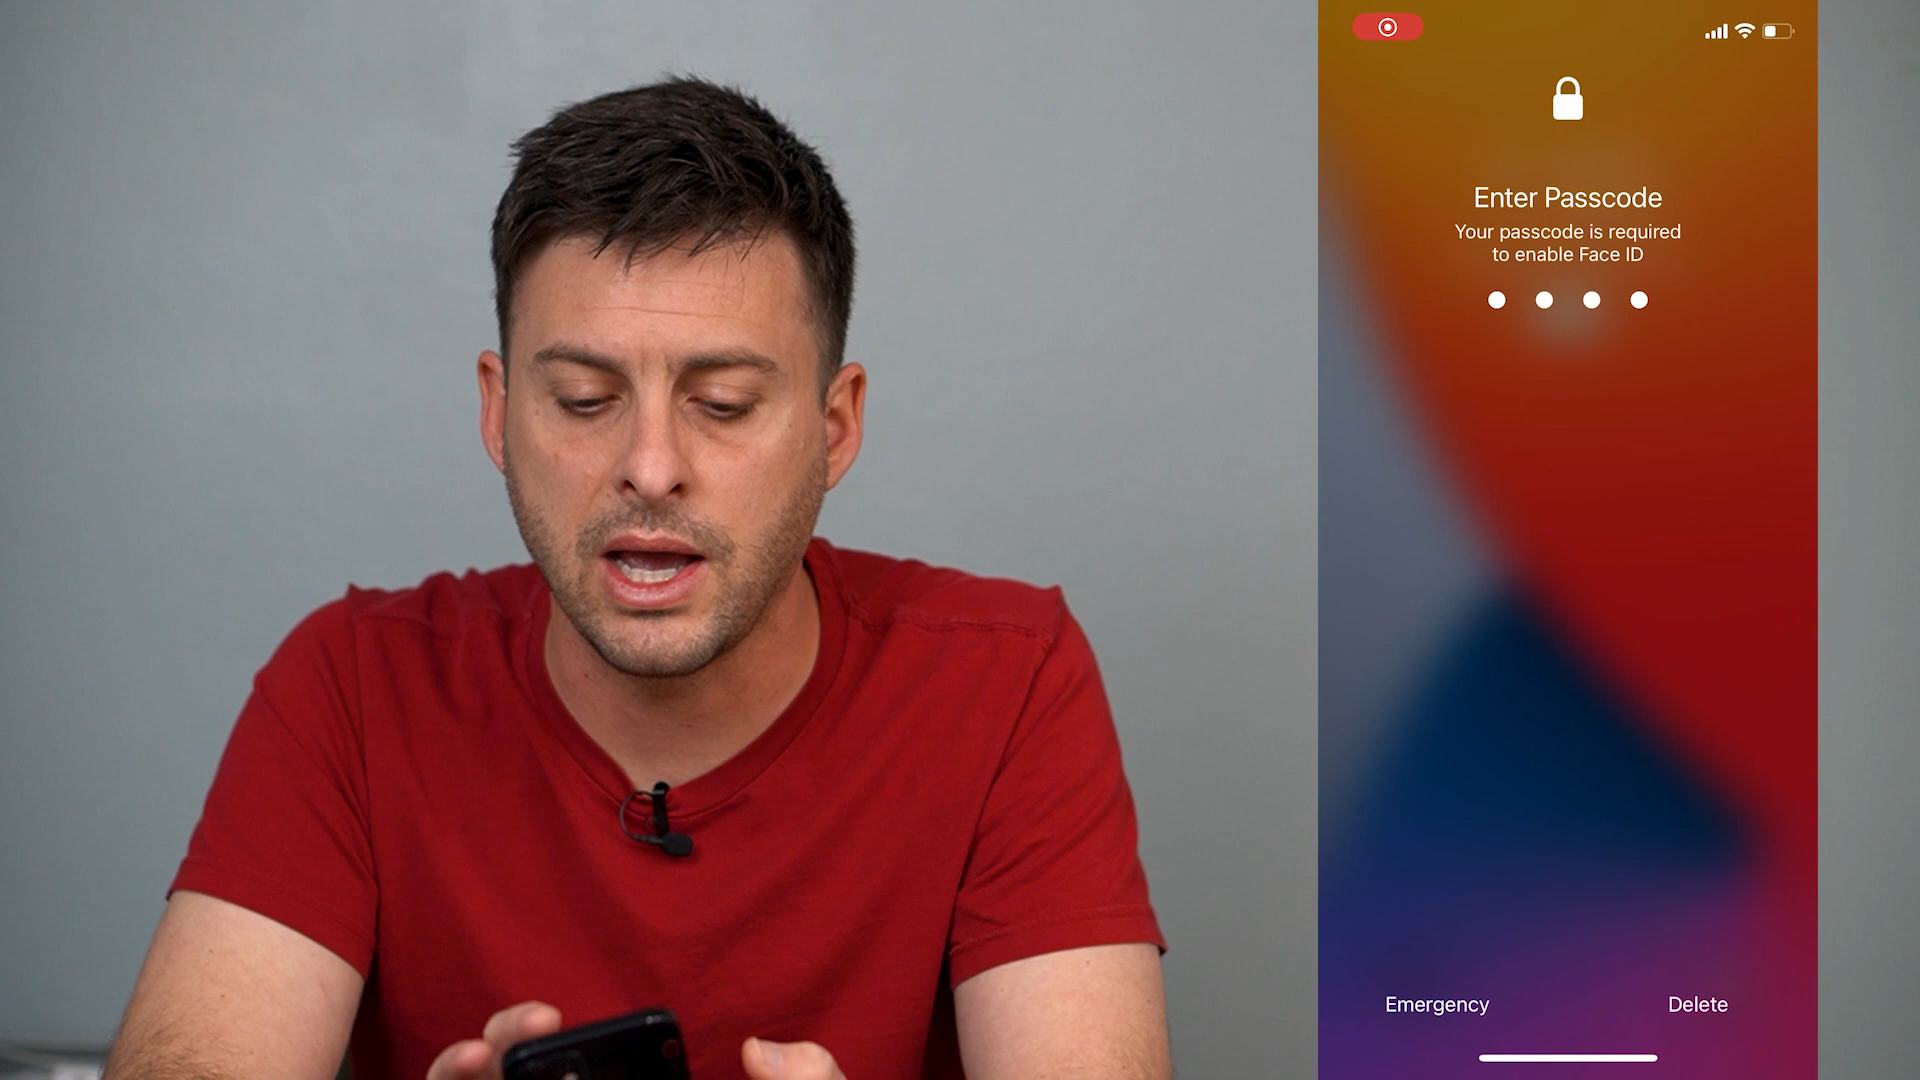 Enter Passcode
Your passcode is required
to enable Face ID
Emergency
Delete